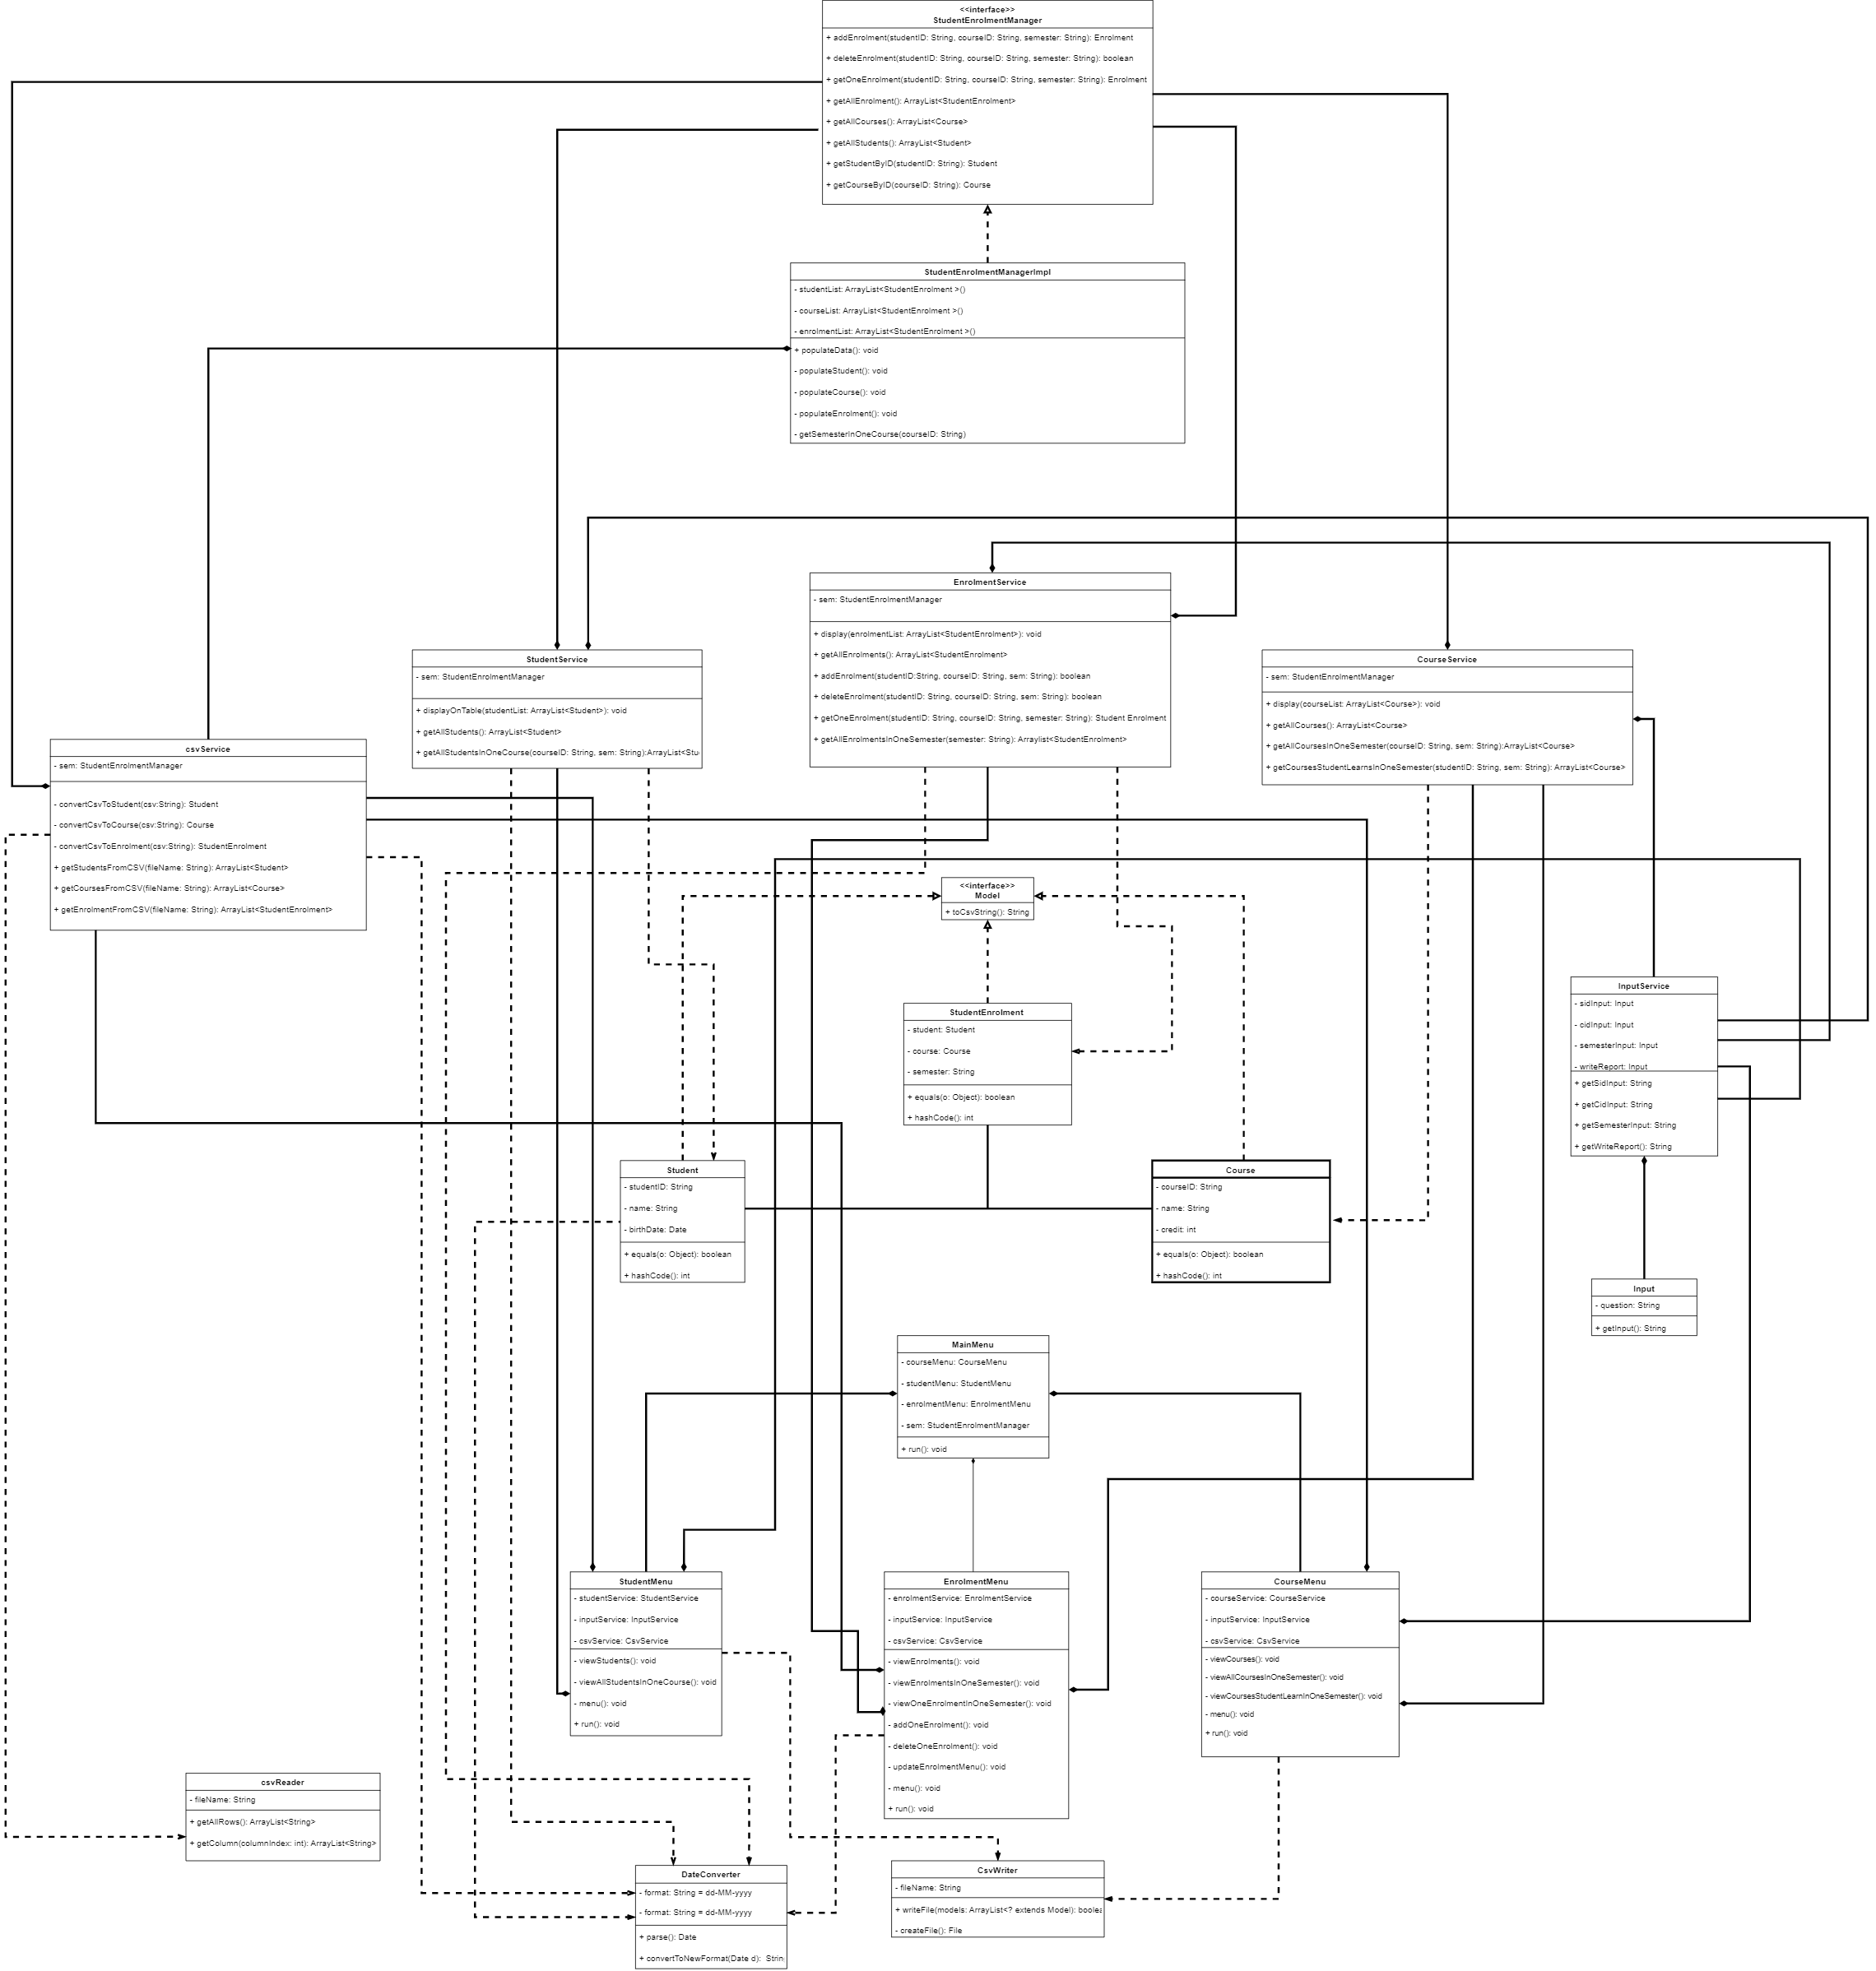 <<interface>>
StudentEnrolmentManager
+ addEnrolment(studentID: String, courseID: String, semester: String): Enrolment
+ deleteEnrolment(studentID: String, courseID: String, semester: String): boolean
+ getOneEnrolment(studentID: String, courseID: String, semester: String): Enrolment
+ getAllEnrolment(): ArrayList<StudentEnrolment>
+ getAllCourses(): ArrayList<Course>
+ getAllStudents(): ArrayList<Student>
+ getStudentByID(studentID: String): Student
+ getCourseByID(courseID: String): Course
StudentEnrolmentManagerImpl
- studentList: ArrayList<StudentEnrolment >()
- courseList: ArrayList<StudentEnrolment >()
- enrolmentList: ArrayList<StudentEnrolment >()
+ populateData(): void
- populateStudent(): void
- populateCourse(): void
- populateEnrolment(): void
- getSemesterInOneCourse(courseID: String)
EnrolmentService
- sem: StudentEnrolmentManager
+ display(enrolmentList: ArrayList<StudentEnrolment>): void
+ getAllEnrolments(): ArrayList<StudentEnrolment>
+ addEnrolment(studentID:String, courseID: String, sem: String): boolean
+ deleteEnrolment(studentID: String, courseID: String, sem: String): boolean
+ getOneEnrolment(studentID: String, courseID: String, semester: String): Student Enrolment
+ getAllEnrolmentsInOneSemester(semester: String): Arraylist<StudentEnrolment>
StudentService
- sem: StudentEnrolmentManager
+ displayOnTable(studentList: ArrayList<Student>): void
+ getAllStudents(): ArrayList<Student>
+ getAllStudentsInOneCourse(courseID: String, sem: String):ArrayList<Stu
CourseService
- sem: StudentEnrolmentManager
+ display(courseList: ArrayList<Course>): void
+ getAllCourses(): ArrayList<Course>
+ getAllCoursesInOneSemester(courseID: String, sem: String):ArrayList<Course>
+ getCoursesStudentLearnsInOneSemester(studentID: String, sem: String): ArrayList<Course>
csvService
- sem: StudentEnrolmentManager
- convertCsvToStudent(csv:String): Student
- convertCsvToCourse(csv:String): Course
- convertCsvToEnrolment(csv:String): StudentEnrolment
+ getStudentsFromCSV(fileName: String): ArrayList<Student>
+ getCoursesFromCSV(fileName: String): ArrayList<Course>
+ getEnrolmentFromCSV(fileName: String): ArrayList<StudentEnrolment>
<<interface>>
Model
+ toCsvString(): String
StudentEnrolment
- student: Student
- course: Course
- semester: String
+ equals(o: Object): boolean
+ hashCode(): int
InputService
- sidInput: Input
- cidInput: Input
- semesterInput: Input
- writeReport: Input
+ getSidInput: String
+ getCidInput: String
+ getSemesterInput: String
+ getWriteReport(): String
Student
- studentID: String
- name: String
- birthDate: Date
+ equals(o: Object): boolean
+ hashCode(): int
Course
- courseID: String
- name: String
- credit: int
+ equals(o: Object): boolean
+ hashCode(): int
Input
- question: String
+ getInput(): String
MainMenu
- courseMenu: CourseMenu
- studentMenu: StudentMenu
- enrolmentMenu: EnrolmentMenu
- sem: StudentEnrolmentManager
+ run(): void
StudentMenu
- studentService: StudentService
- inputService: InputService
- csvService: CsvService
- viewStudents(): void
- viewAllStudentsInOneCourse(): void
- menu(): void
+ run(): void
EnrolmentMenu
- enrolmentService: EnrolmentService
- inputService: InputService
- csvService: CsvService
- viewEnrolments(): void
- viewEnrolmentsInOneSemester(): void
- viewOneEnrolmentInOneSemester(): void
- addOneEnrolment(): void
- deleteOneEnrolment(): void
- updateEnrolmentMenu(): void
- menu(): void
+ run(): void
CourseMenu
- courseService: CourseService
- inputService: InputService
- csvService: CsvService
- viewCourses(): void
- viewAllCoursesInOneSemester(): void
- viewCoursesStudentLearnInOneSemester(): void
- menu(): void
+ run(): void
csvReader
- fileName: String
+ getAllRows(): ArrayList<String>
+ getColumn(columnIndex: int): ArrayList<String>
DateConverter
- format: String = dd-MM-yyyy
- format: String = dd-MM-yyyy
+ parse(): Date
+ convertToNewFormat(Date d): Strin
CsvWriter
- fileName: String
+ writeFile(models: ArrayList<? extends Model): boolea
- createFile(): File